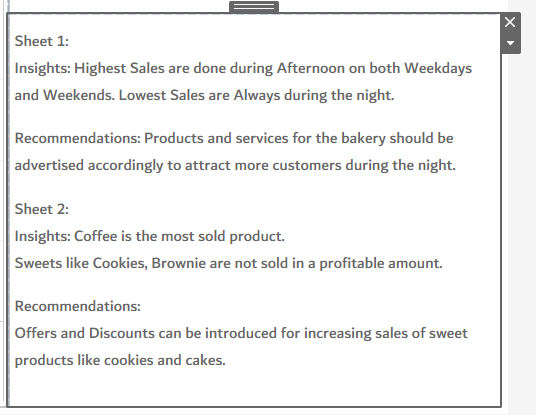 Sheet 1:
Insights: Highest Sales are done during Afternoon on both Weekdays
and Weekends. Lowest Sales are Always during the night.
Recommendations: Products and services for the bakery should be
advertised accordingly to attract more customers during the night.
Sheet 2:
Insights: Coffee is the most sold product.
Sweets like Cookies, Brownie are not sold in a profitable amount.
Recommendations:
Offers and Discounts can be introduced for increasing sales of sweet
products like cookies and cakes.